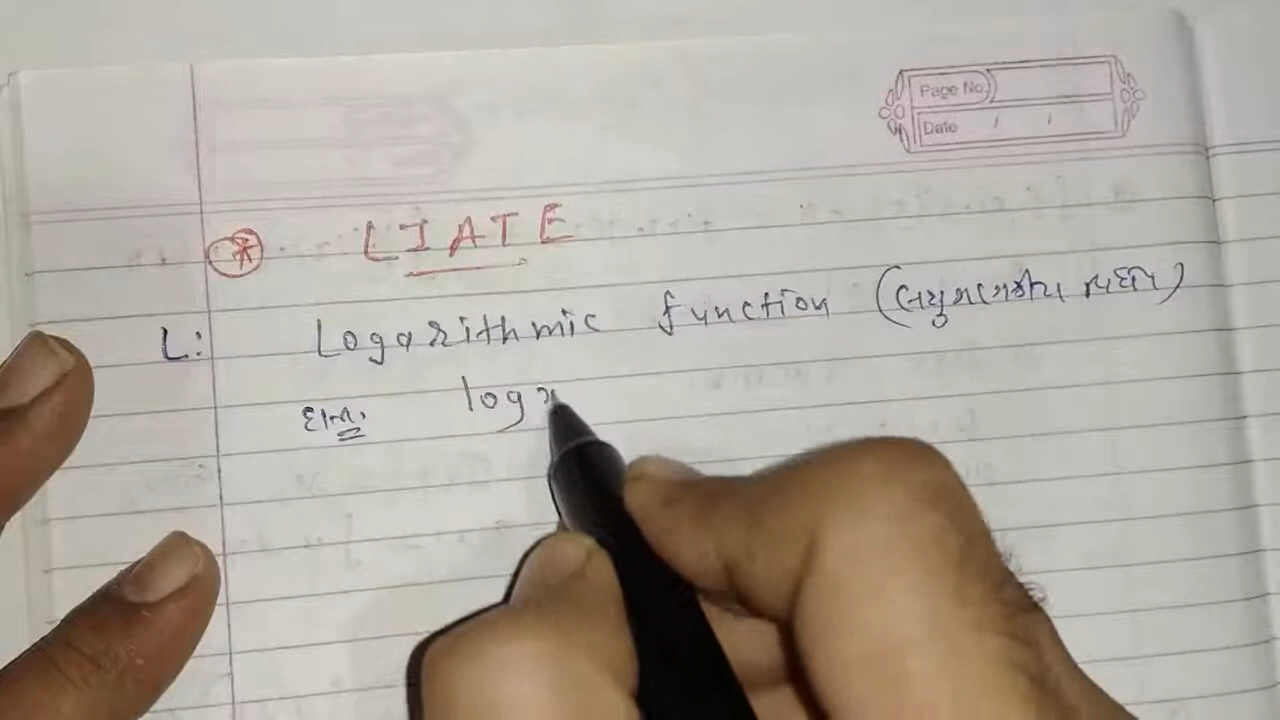 Page No.
Date / /
* LIATE
L: Logarithmic function (લઘુગણકીય વિધેય)
દા.ત. log x